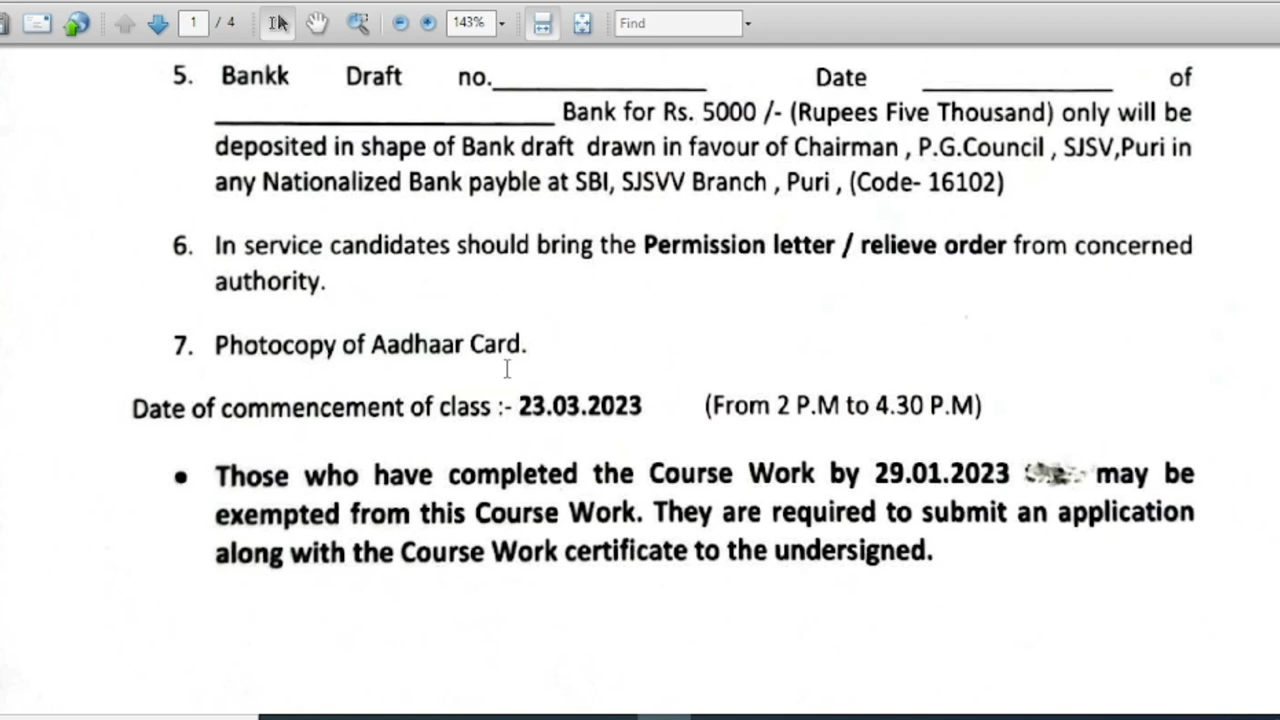 1 / 4 143% Find
5. Bankk Draft no.____________ Date ____________ of
____________ Bank for Rs. 5000 /- (Rupees Five Thousand) only will be
deposited in shape of Bank draft drawn in favour of Chairman , P.G.Council , SJSV,Puri in
any Nationalized Bank payble at SBI, SJSVV Branch , Puri , (Code- 16102)
6. In service candidates should bring the Permission letter / relieve order from concerned
authority.
7. Photocopy of Aadhaar Card.
Date of commencement of class :- 23.03.2023 (From 2 P.M to 4.30 P.M)
• Those who have completed the Course Work by 29.01.2023 may be
exempted from this Course Work. They are required to submit an application
along with the Course Work certificate to the undersigned.